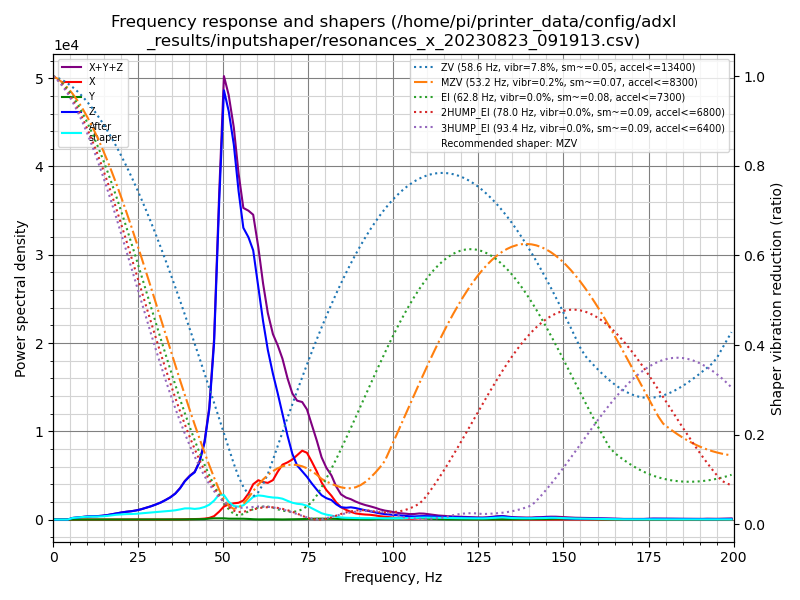 Frequency response and shapers (/home/pi/printer_data/config/adxl
_results/inputshaper/resonances_x_20230823_091913.csv)
1e4
X+Y+Z
X
Y
Z
After
shaper
ZV (58.6 Hz, vibr=7.8%, sm~=0.05, accel<=13400)
MZV (53.2 Hz, vibr=0.2%, sm~=0.07, accel<=8300)
EI (62.8 Hz, vibr=0.0%, sm~=0.08, accel<=7300)
2HUMP_EI (78.0 Hz, vibr=0.0%, sm~=0.09, accel<=6800)
3HUMP_EI (93.4 Hz, vibr=0.0%, sm~=0.09, accel<=6400)
Recommended shaper: MZV
Power spectral density
5
4
3
2
1
0
1.0
0.8
0.6
0.4
0.2
0.0
Shaper vibration reduction (ratio)
0 25 50 75 100 125 150 175 200
Frequency, Hz